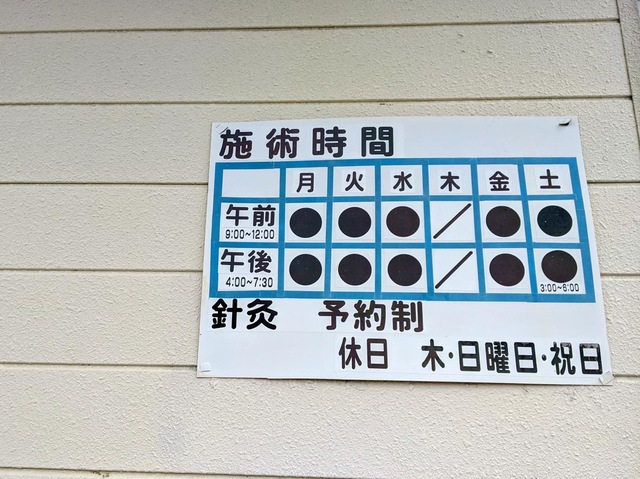 施術時間
月 火 水 木 金 土
午前 ● ● ● ／ ● ●
9:00~12:00
午後 ● ● ● ／ ● ●
4:00~7:30 3:00~6:00
針灸 予約制
休日 木・日曜日・祝日